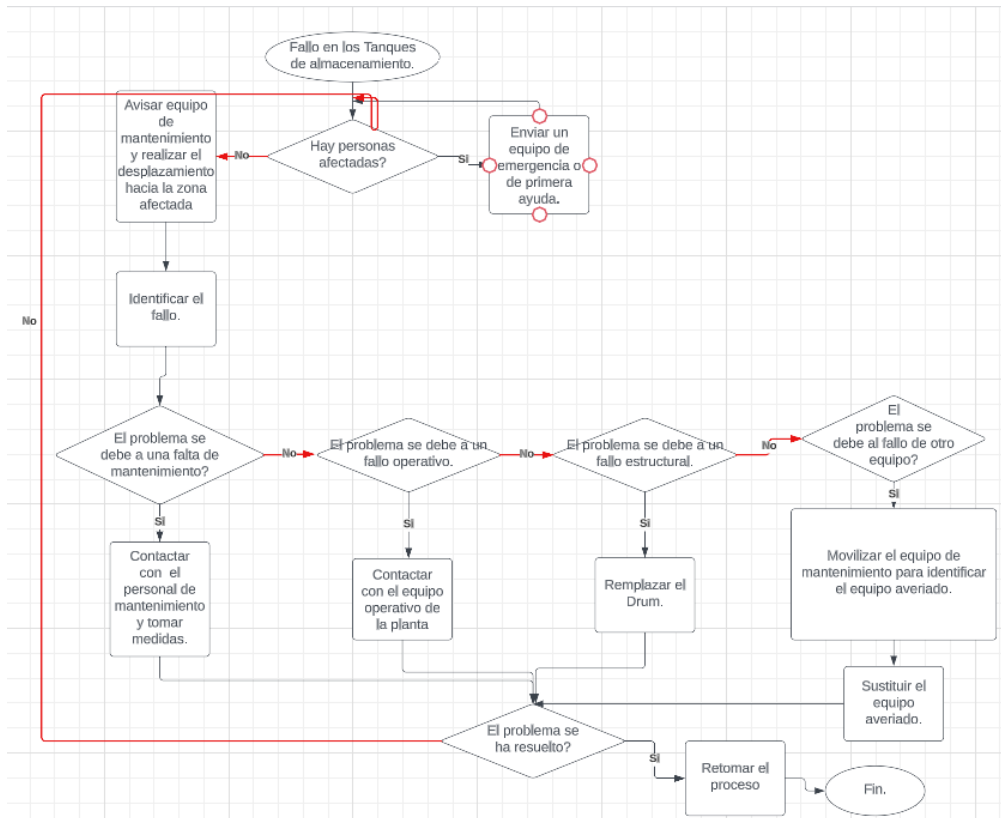 Fallo en los Tanques
de almacenamiento.
Avisar equipo
de
mantenimiento
y realizar el
desplazamiento
hacia la zona
afectada
No
Hay personas
afectadas?
Si
Enviar un
equipo de
emergencia o
de primera
ayuda.
Identificar el
fallo.
No
El problema se
debe a una falta de
mantenimiento?
No
El problema se debe a un
fallo operativo.
No
El problema se debe a un
fallo estructural.
No
El
problema se
debe al fallo de otro
equipo?
Si
Si
Si
Si
Contactar
con el
personal de
mantenimiento
y tomar
medidas.
Contactar
con el equipo
operativo de
la planta
Remplazar el
Drum.
Movilizar el equipo de
mantenimiento para identificar
el equipo averiado.
Sustituir el
equipo
averiado.
El problema se
ha resuelto?
Si
Retomar el
proceso
Fin.